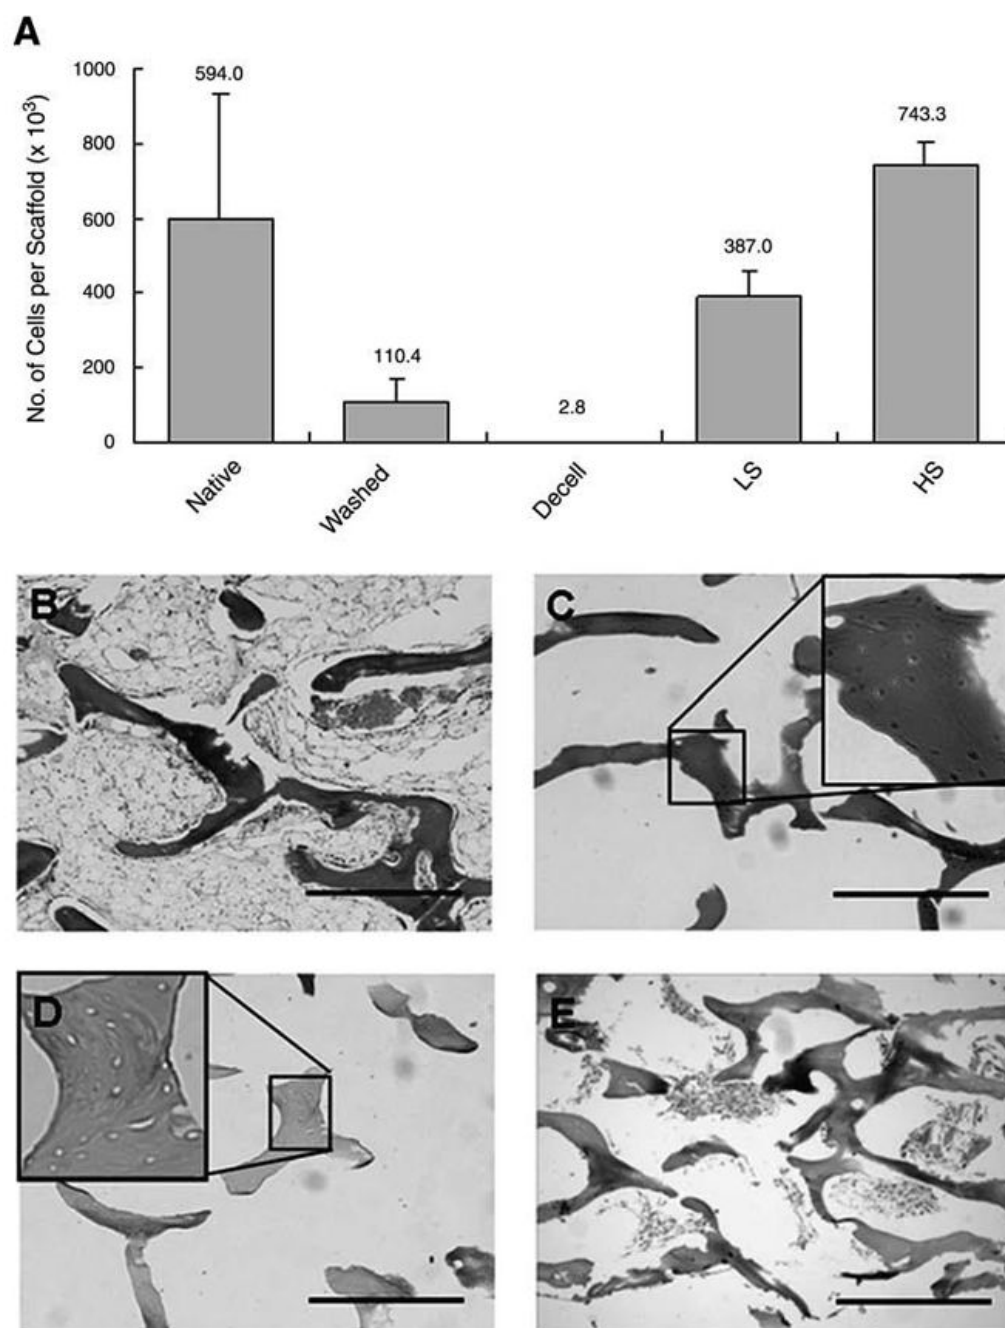 A
No. of Cells per Scaffold (x 10³)
1000
800
600
400
200
0
594.0
110.4
2.8
387.0
743.3
Native
Washed
Decell
LS
HS
B
C
D
E